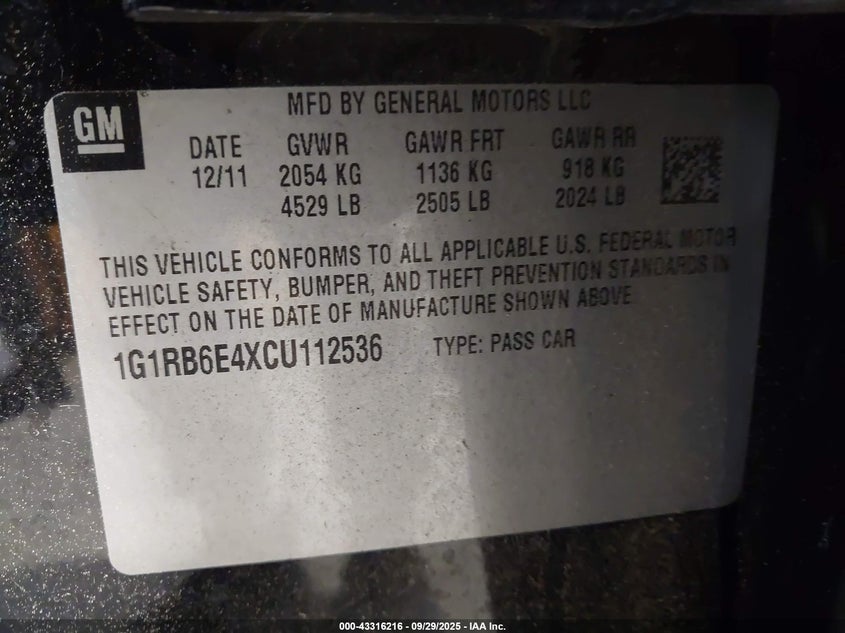 GM
MFD BY GENERAL MOTORS LLC
DATE GVWR GAWR FRT GAWR RR
12/11 2054 KG 1136 KG 918 KG
4529 LB 2505 LB 2024 LB
THIS VEHICLE CONFORMS TO ALL APPLICABLE U.S. FEDERAL MOTOR
VEHICLE SAFETY, BUMPER, AND THEFT PREVENTION STANDARDS IN
EFFECT ON THE DATE OF MANUFACTURE SHOWN ABOVE
1G1RB6E4XCU112536 TYPE: PASS CAR
000-43316216 - 09/29/2025 - IAA Inc.